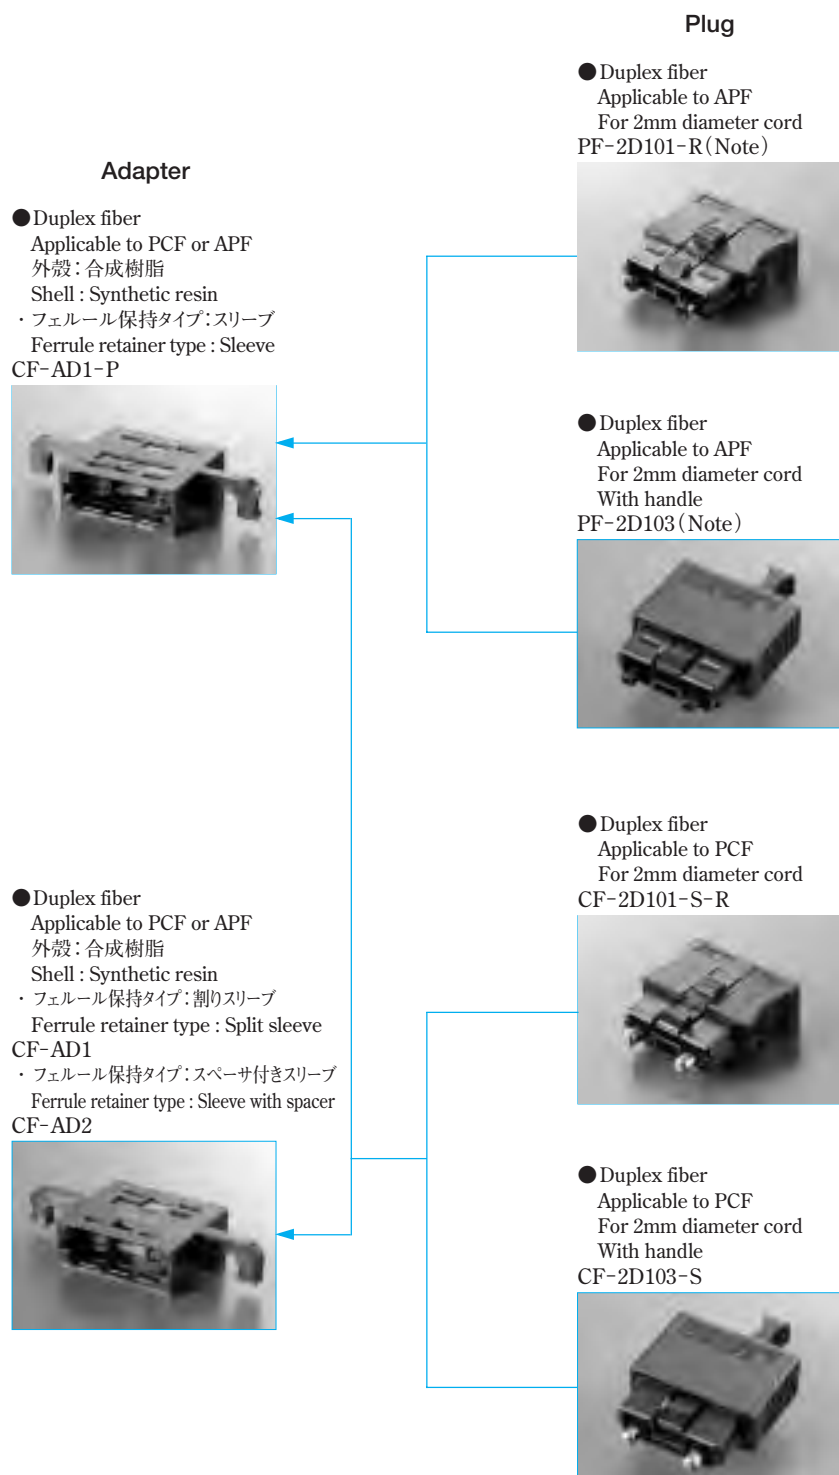 Plug
● Duplex fiber
Applicable to APF
For 2mm diameter cord
PF-2D101-R(Note)
Adapter
● Duplex fiber
Applicable to PCF or APF
外殻：合成樹脂
Shell : Synthetic resin
・フェルール保持タイプ：スリーブ
Ferrule retainer type : Sleeve
CF-AD1-P
● Duplex fiber
Applicable to APF
For 2mm diameter cord
With handle
PF-2D103(Note)
● Duplex fiber
Applicable to PCF
For 2mm diameter cord
CF-2D101-S-R
● Duplex fiber
Applicable to PCF or APF
外殻：合成樹脂
Shell : Synthetic resin
・フェルール保持タイプ：割りスリーブ
Ferrule retainer type : Split sleeve
CF-AD1
・フェルール保持タイプ：スペーサ付きスリーブ
Ferrule retainer type : Sleeve with spacer
CF-AD2
● Duplex fiber
Applicable to PCF
For 2mm diameter cord
With handle
CF-2D103-S